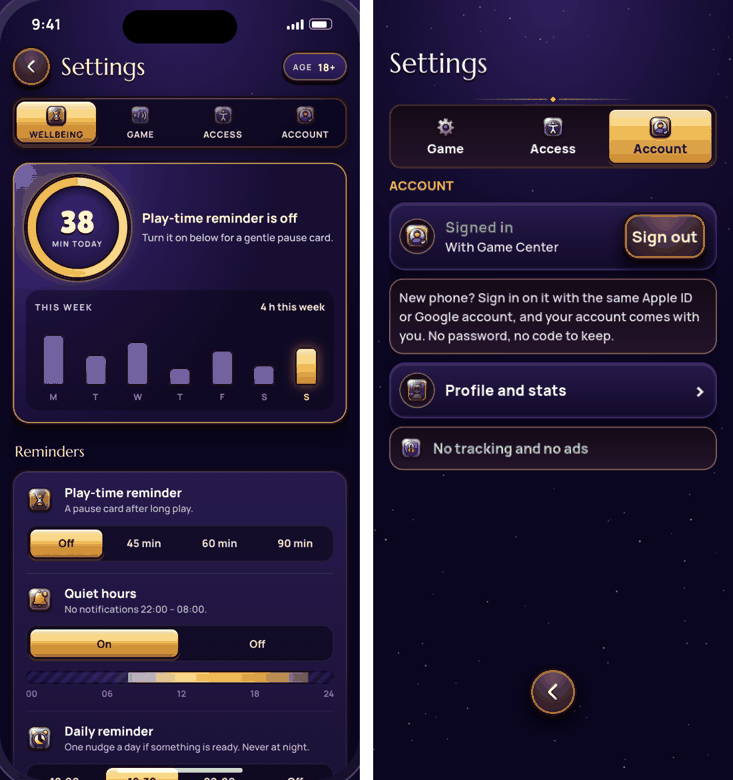 9:41
Settings
AGE 18+
WELLBEING
GAME
ACCESS
ACCOUNT
38
MIN TODAY
Play-time reminder is off
Turn it on below for a gentle pause card.
THIS WEEK
4 h this week
M T W T F S S
Reminders
Play-time reminder
A pause card after long play.
Off 45 min 60 min 90 min
Quiet hours
No notifications 22:00 – 08:00.
On Off
00 06 12 18 24
Daily reminder
One nudge a day if something is ready. Never at night.
Settings
Game Access Account
ACCOUNT
Signed in
With Game Center
Sign out
New phone? Sign in on it with the same Apple ID
or Google account, and your account comes with
you. No password, no code to keep.
Profile and stats
No tracking and no ads